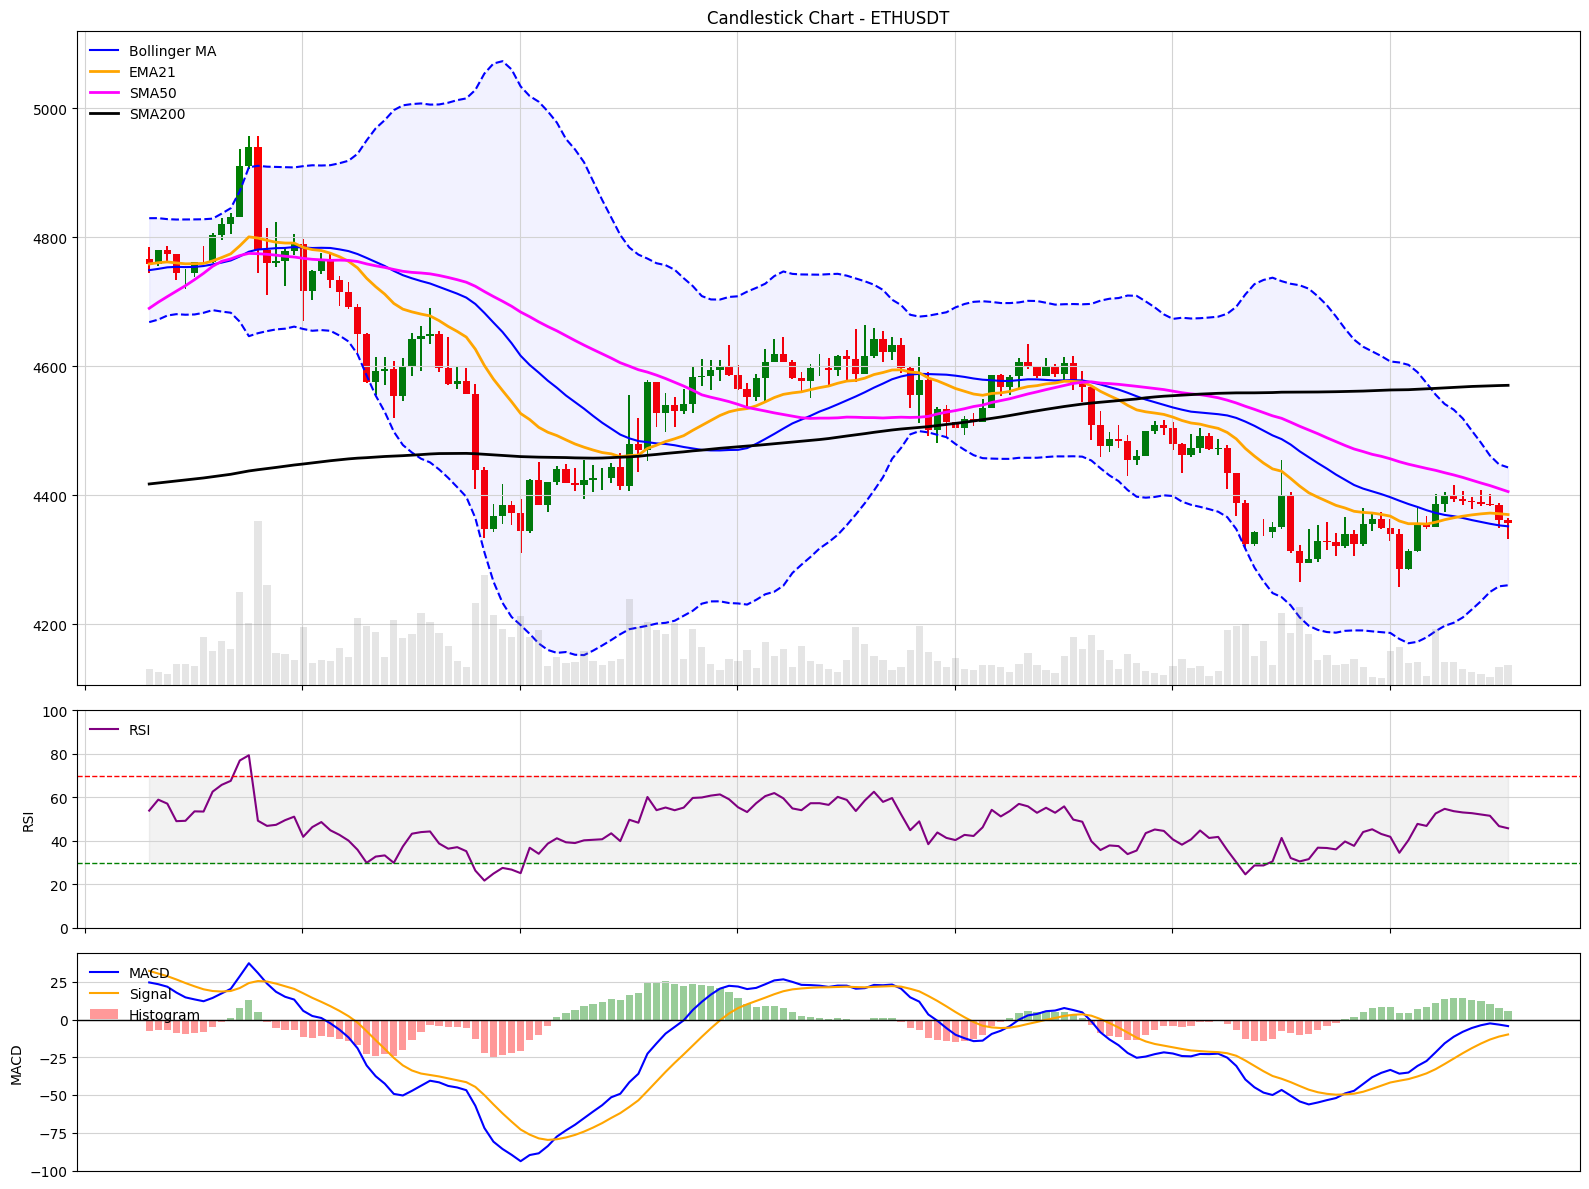 Candlestick Chart - ETHUSDT
Bollinger MA
EMA21
SMA50
SMA200
5000
4800
4600
4400
4200
RSI
RSI
100
80
60
40
20
0
MACD
Signal
Histogram
MACD
25
0
−25
−50
−75
−100